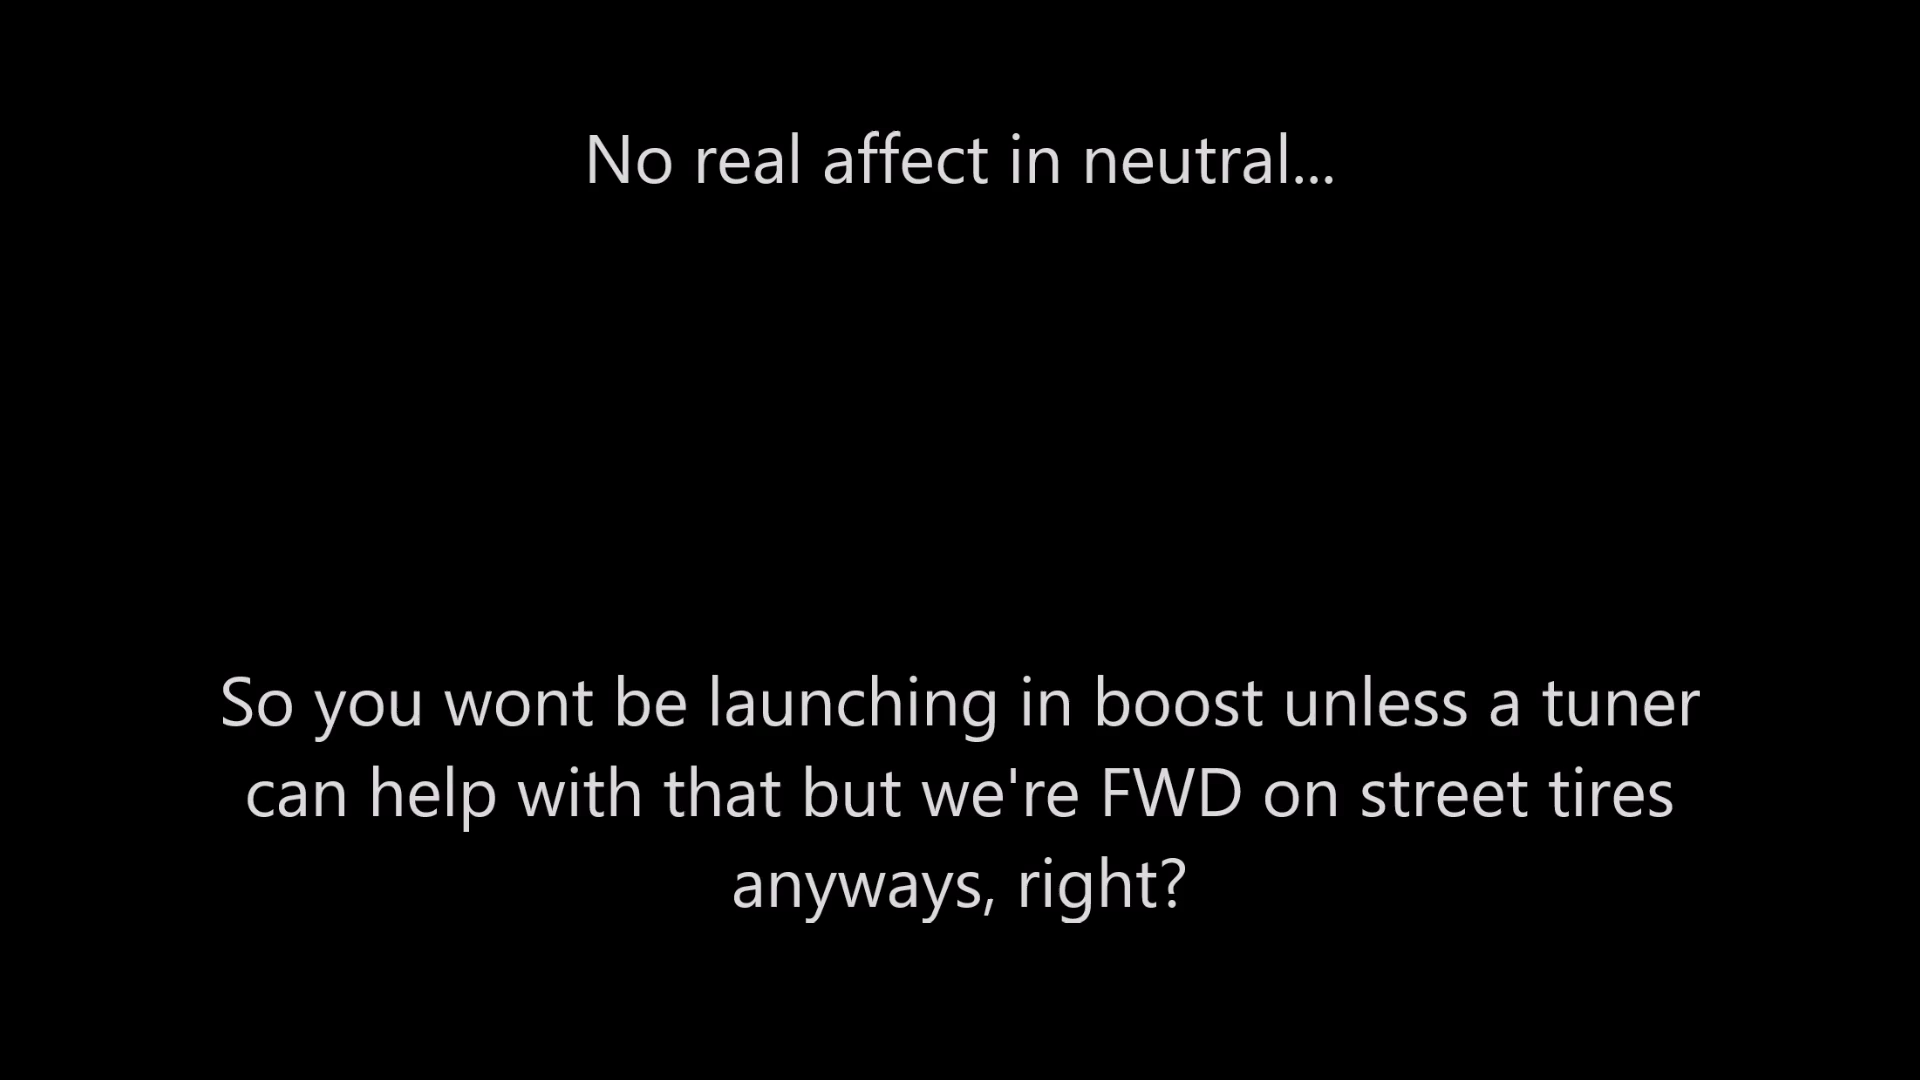 No real affect in neutral...
So you wont be launching in boost unless a tuner
can help with that but we're FWD on street tires
anyways, right?